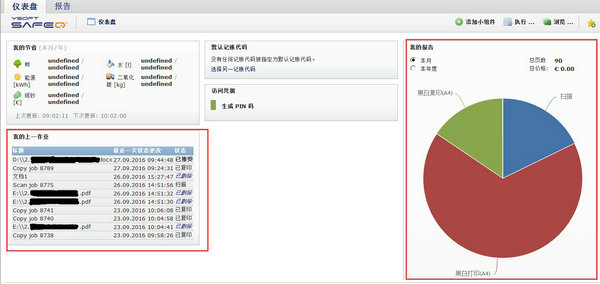 仪表盘 报告
YSOFT SAFEQ 仪表盘 添加小组件 执行 ... 浏览 ...
我的节省 (本月/年)
树 undefined / undefined
水 [l] undefined / undefined
能源 [kWh] undefined / undefined
二氧化碳 [kg] undefined / undefined
纸钞 [€] undefined / undefined
上次更新: 09:02:11 下次更新: 10:02:00
默认记账代码
没有任何记账代码被指定为默认记账代码。
选择另一记账代码
访问凭据
生成 PIN 码
我的上一作业
标题 最近一次状态更改 状态
D:\\2. docx 27.09.2016 09:44:48 已接受
Copy job 8789 27.09.2016 09:24:31 已复印
文档1 26.09.2016 15:27:47 已删除
Scan job 8775 26.09.2016 14:51:56 扫描
E:\\2. .pdf 26.09.2016 14:51:32 已删除
E:\\2. .pdf 26.09.2016 14:51:30 已删除
Copy job 8741 23.09.2016 10:06:08 已复印
Copy job 8740 23.09.2016 10:04:58 已复印
E:\\2. .pdf 23.09.2016 10:04:41 已删除
Copy job 8738 23.09.2016 09:58:26 已复印
我的报告
本月 总页数 90
本年度 总价格: € 0.00
黑白复印(A4)
扫描
黑白打印(A4)